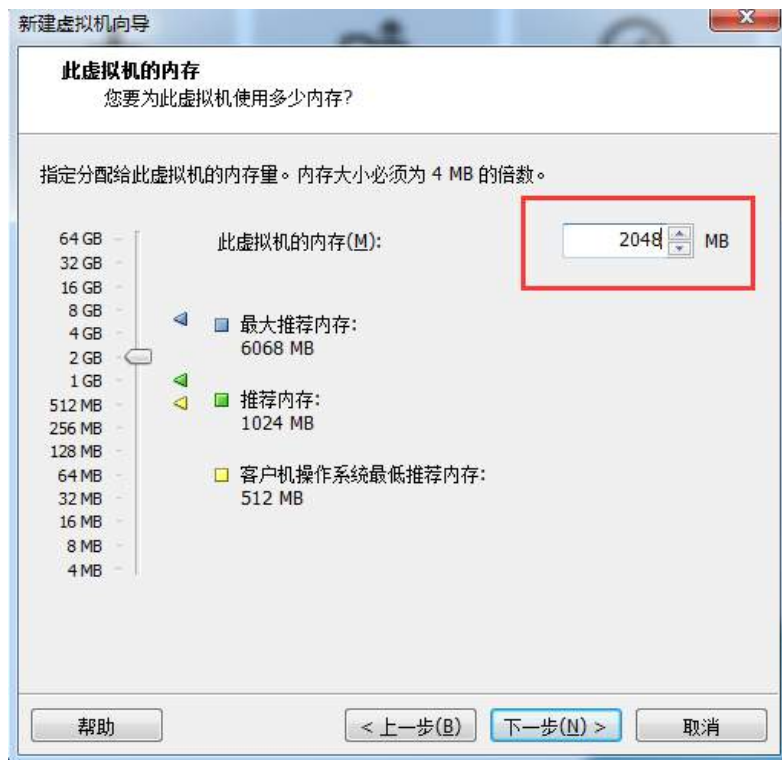 新建虚拟机向导
此虚拟机的内存
您要为此虚拟机使用多少内存?
指定分配给此虚拟机的内存量。内存大小必须为 4 MB 的倍数。
此虚拟机的内存(M): 2048 MB
64 GB
32 GB
16 GB
8 GB
4 GB
2 GB
1 GB
512 MB
256 MB
128 MB
64 MB
32 MB
16 MB
8 MB
4 MB
最大推荐内存:
6068 MB
推荐内存:
1024 MB
客户机操作系统最低推荐内存:
512 MB
帮助 < 上一步(B) 下一步(N) > 取消